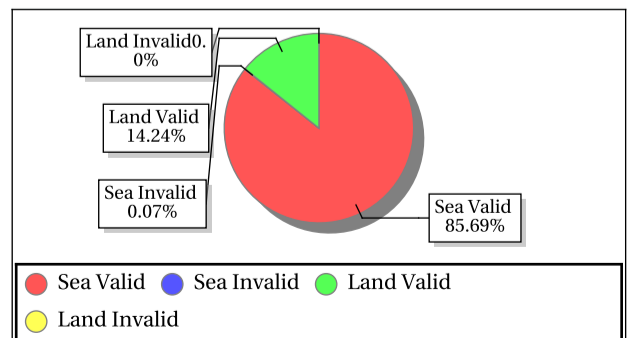 Land Invalid0.
0%
Land Valid
14.24%
Sea Invalid
0.07%
Sea Valid
85.69%
Sea Valid Sea Invalid Land Valid
Land Invalid